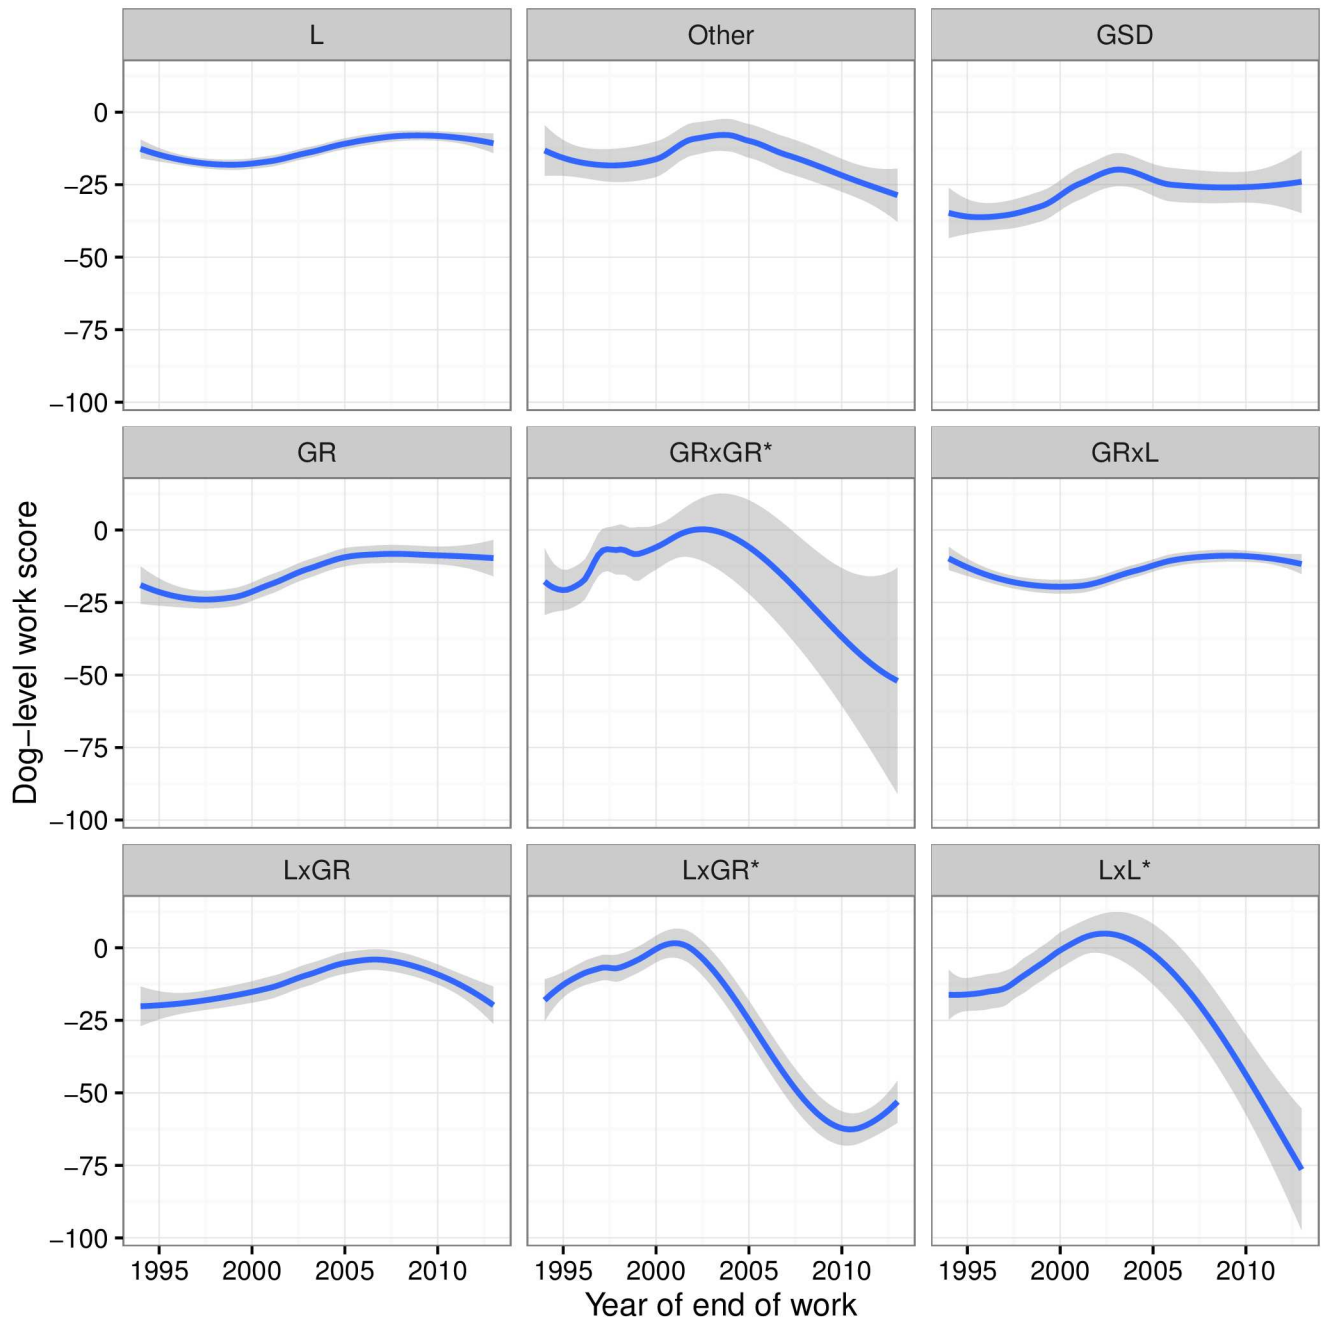 L Other GSD
0
−25
−50
−75
−100
GR GRxGR* GRxL
0
−25
−50
−75
−100
Dog−level work score
LxGR LxGR* LxL*
0
−25
−50
−75
−100
1995 2000 2005 2010 1995 2000 2005 2010 1995 2000 2005 2010
Year of end of work